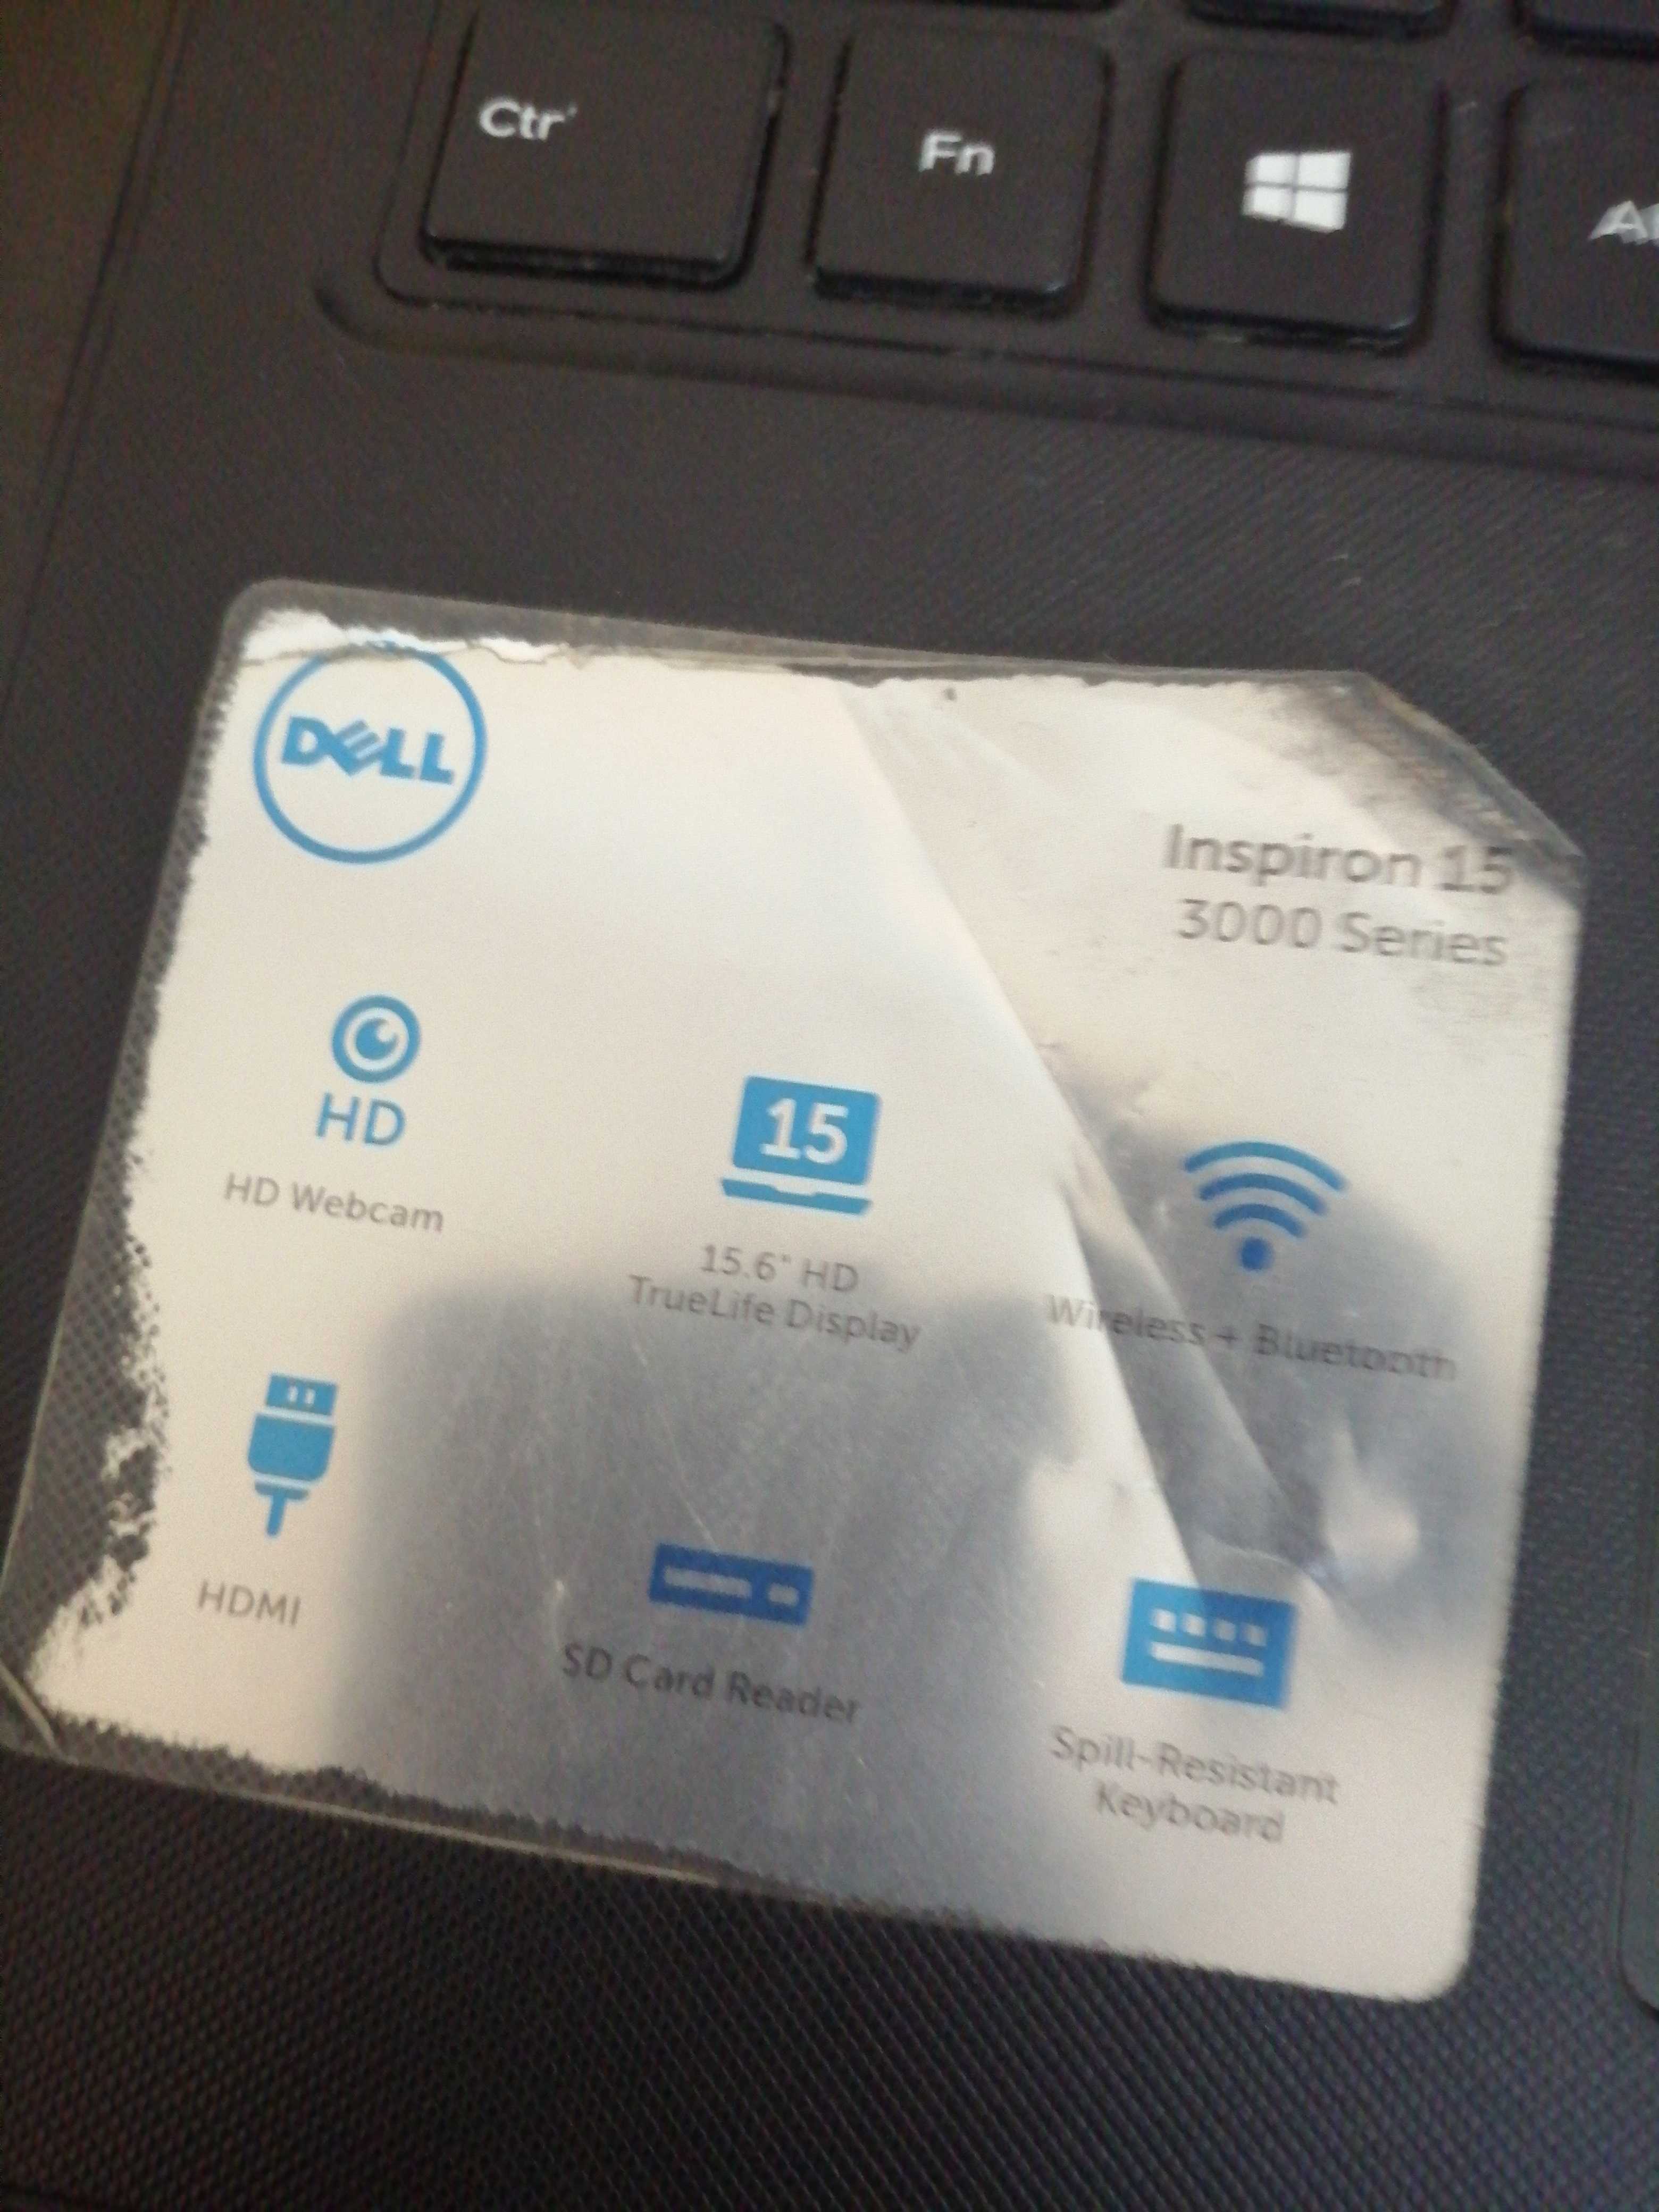 Ctr
Fn
DELL
Inspiron 15
3000 Series
HD
HD Webcam
15
15.6" HD
TrueLife Display
Wireless + Bluetooth
HDMI
SD Card Reader
Spill-Resistant
Keyboard